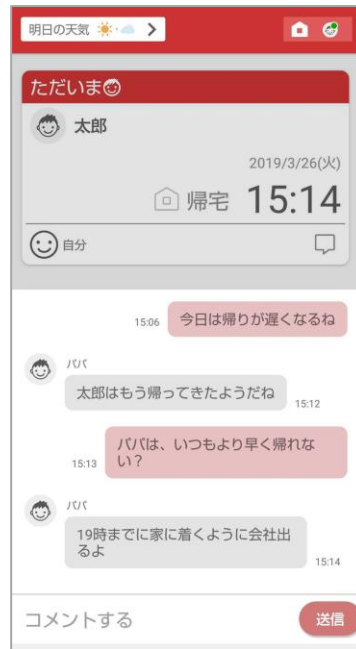 明日の天気
ただいま
太郎
2019/3/26(火)
帰宅 15:14
自分
15:06 今日は帰りが遅くなるね
パパ
太郎はもう帰ってきたようだね
15:12
パパは、いつもより早く帰れな
い?
15:13
パパ
19時までに家に着くように会社出
るよ
15:14
コメントする
送信